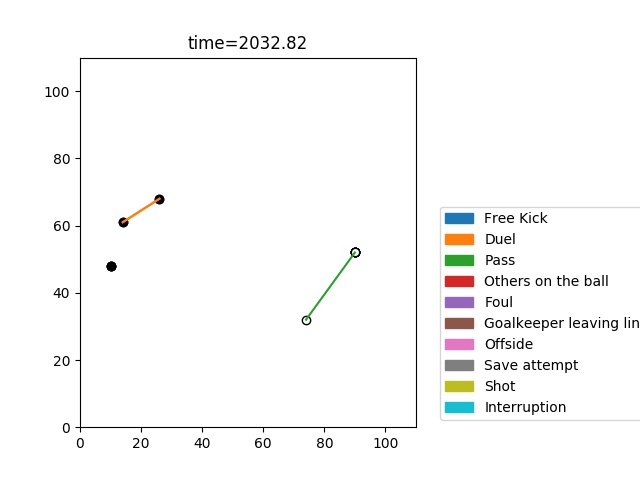 time=2032.82
100
80
60
40
20
0
0 20 40 60 80 100
Free Kick
Duel
Pass
Others on the ball
Foul
Goalkeeper leaving lin
Offside
Save attempt
Shot
Interruption